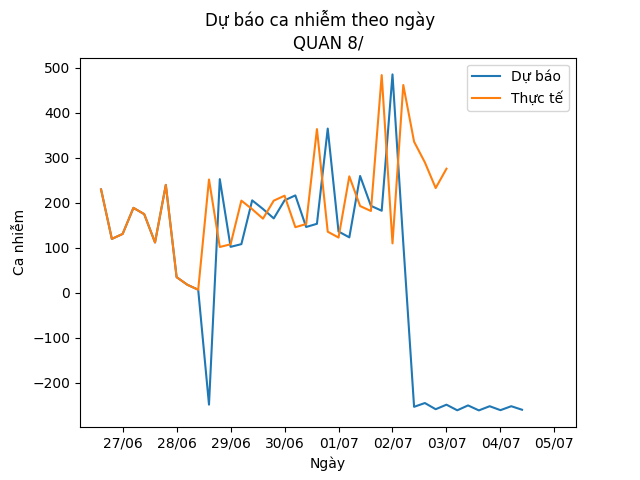 Dự báo ca nhiễm theo ngày
QUAN 8/
Dự báo
Thực tế
Ca nhiễm
500
400
300
200
100
0
−100
−200
27/06 28/06 29/06 30/06 01/07 02/07 03/07 04/07 05/07
Ngày